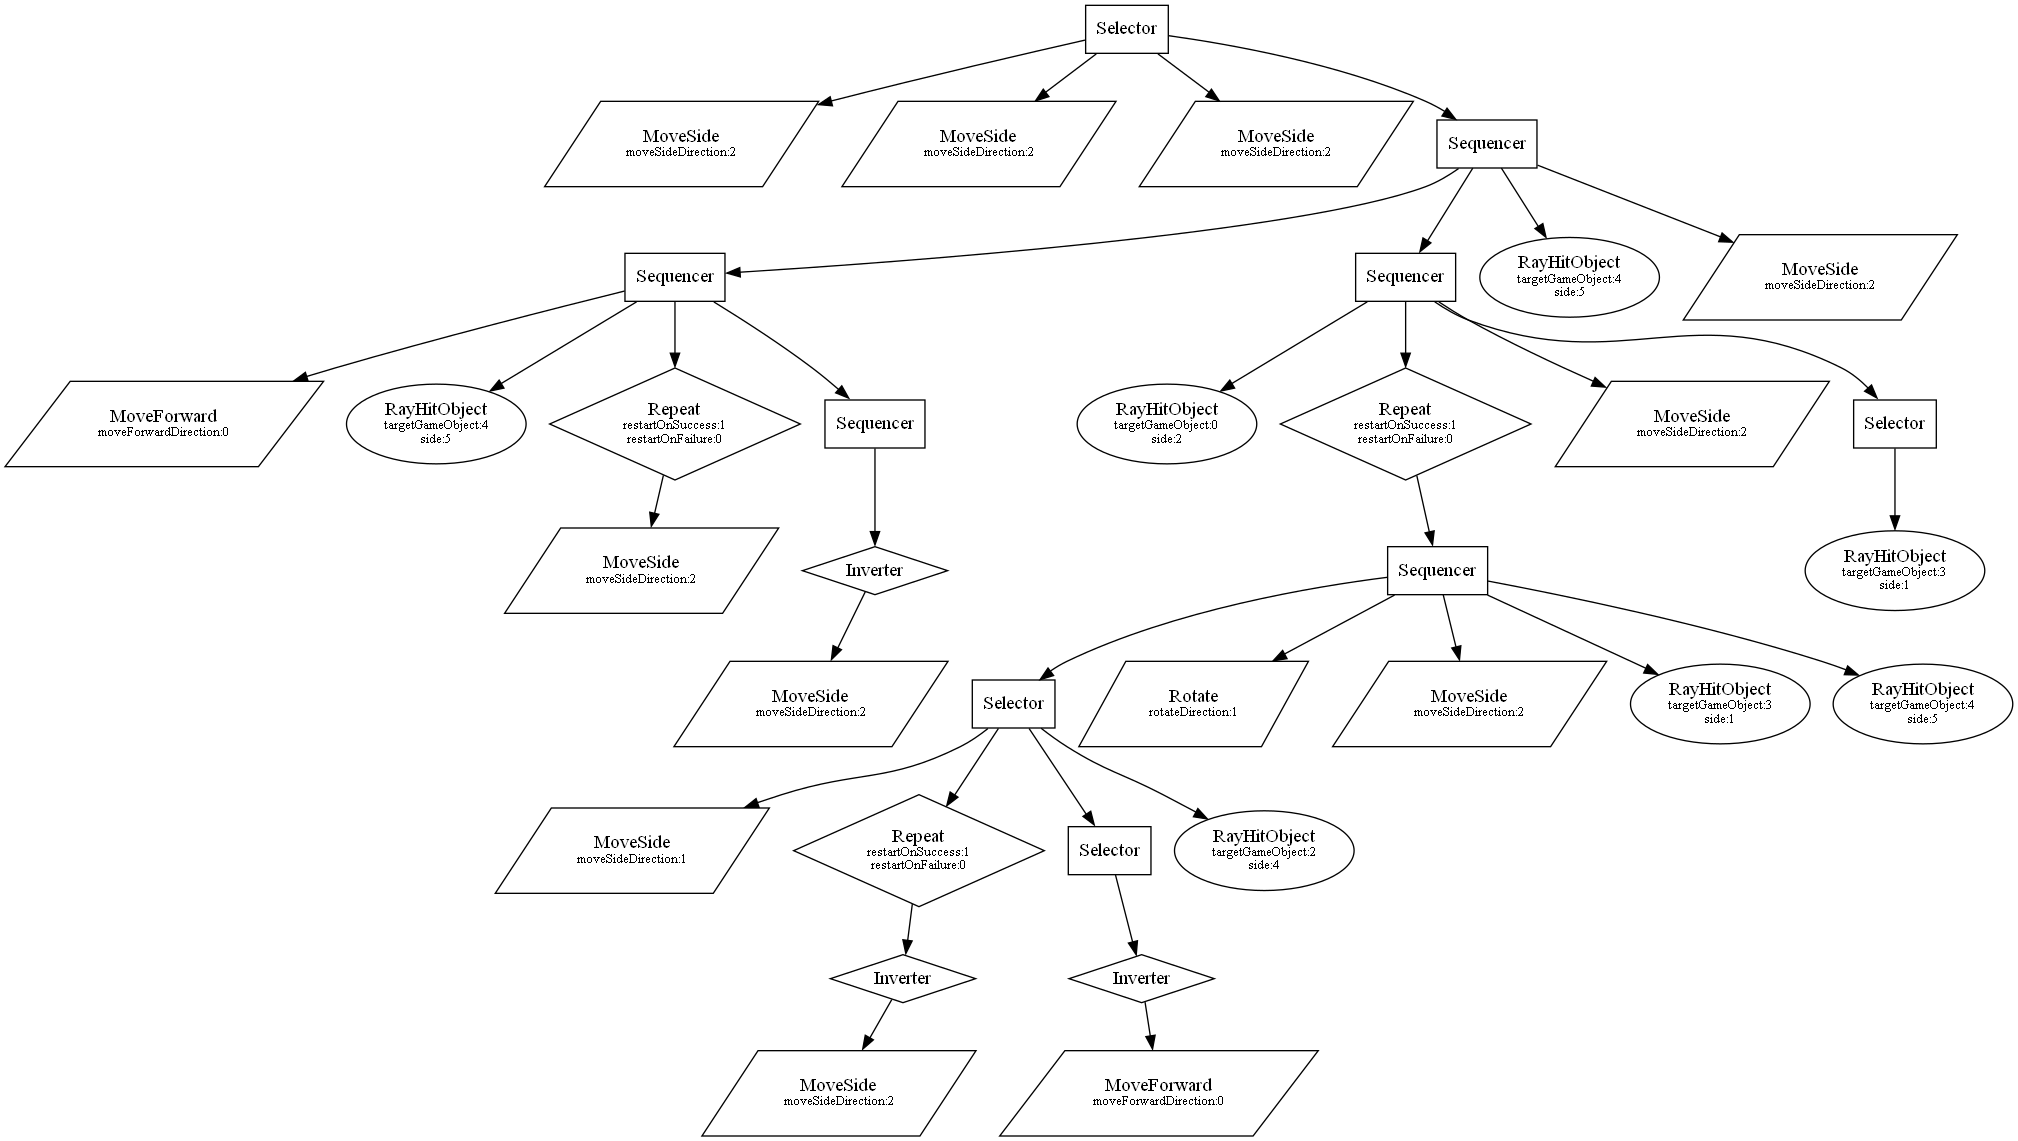 Selector
MoveSide
moveSideDirection:2
MoveSide
moveSideDirection:2
MoveSide
moveSideDirection:2
Sequencer
Sequencer
Sequencer
RayHitObject
targetGameObject:4
side:5
MoveSide
moveSideDirection:2
MoveForward
moveForwardDirection:0
RayHitObject
targetGameObject:4
side:5
Repeat
restartOnSuccess:1
restartOnFailure:0
Sequencer
RayHitObject
targetGameObject:0
side:2
Repeat
restartOnSuccess:1
restartOnFailure:0
MoveSide
moveSideDirection:2
Selector
MoveSide
moveSideDirection:2
Inverter
Sequencer
RayHitObject
targetGameObject:3
side:1
MoveSide
moveSideDirection:2
Selector
Rotate
rotateDirection:1
MoveSide
moveSideDirection:2
RayHitObject
targetGameObject:3
side:1
RayHitObject
targetGameObject:4
side:5
MoveSide
moveSideDirection:1
Repeat
restartOnSuccess:1
restartOnFailure:0
Selector
RayHitObject
targetGameObject:2
side:4
Inverter
Inverter
MoveSide
moveSideDirection:2
MoveForward
moveForwardDirection:0